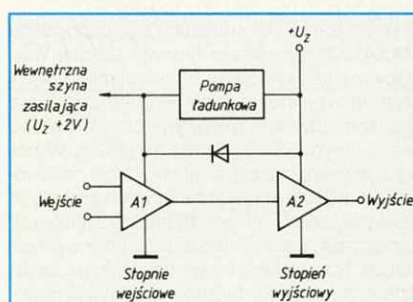 +U_Z
Wewnętrzna
szyna
zasilająca
(U_Z +2V)
Pompa
ładunkowa
Wejście
A1
A2
Wyjście
Stopnie
wejściowe
Stopień
wyjściowy